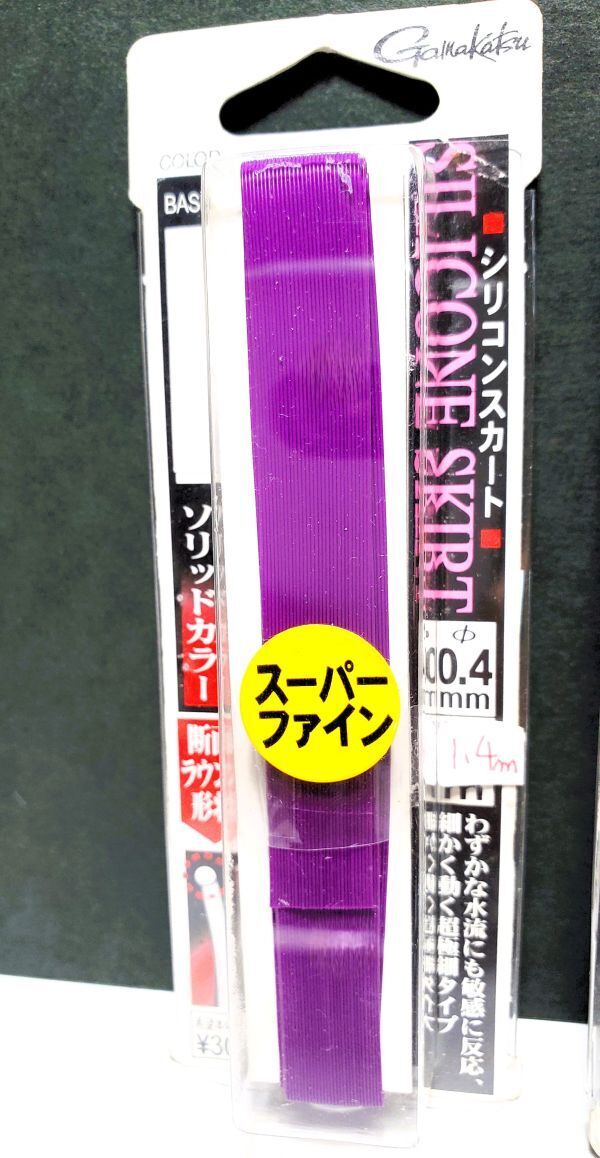 Gamakatsu
COLOR
BAS
SILICONE SKIRT
シリコンスカート
ソリッドカラー
φ
0.4
mm
スーパー
ファイン
1.4m
わずかな水流にも敏感に反応、
細かく動く超極細タイプ
¥30